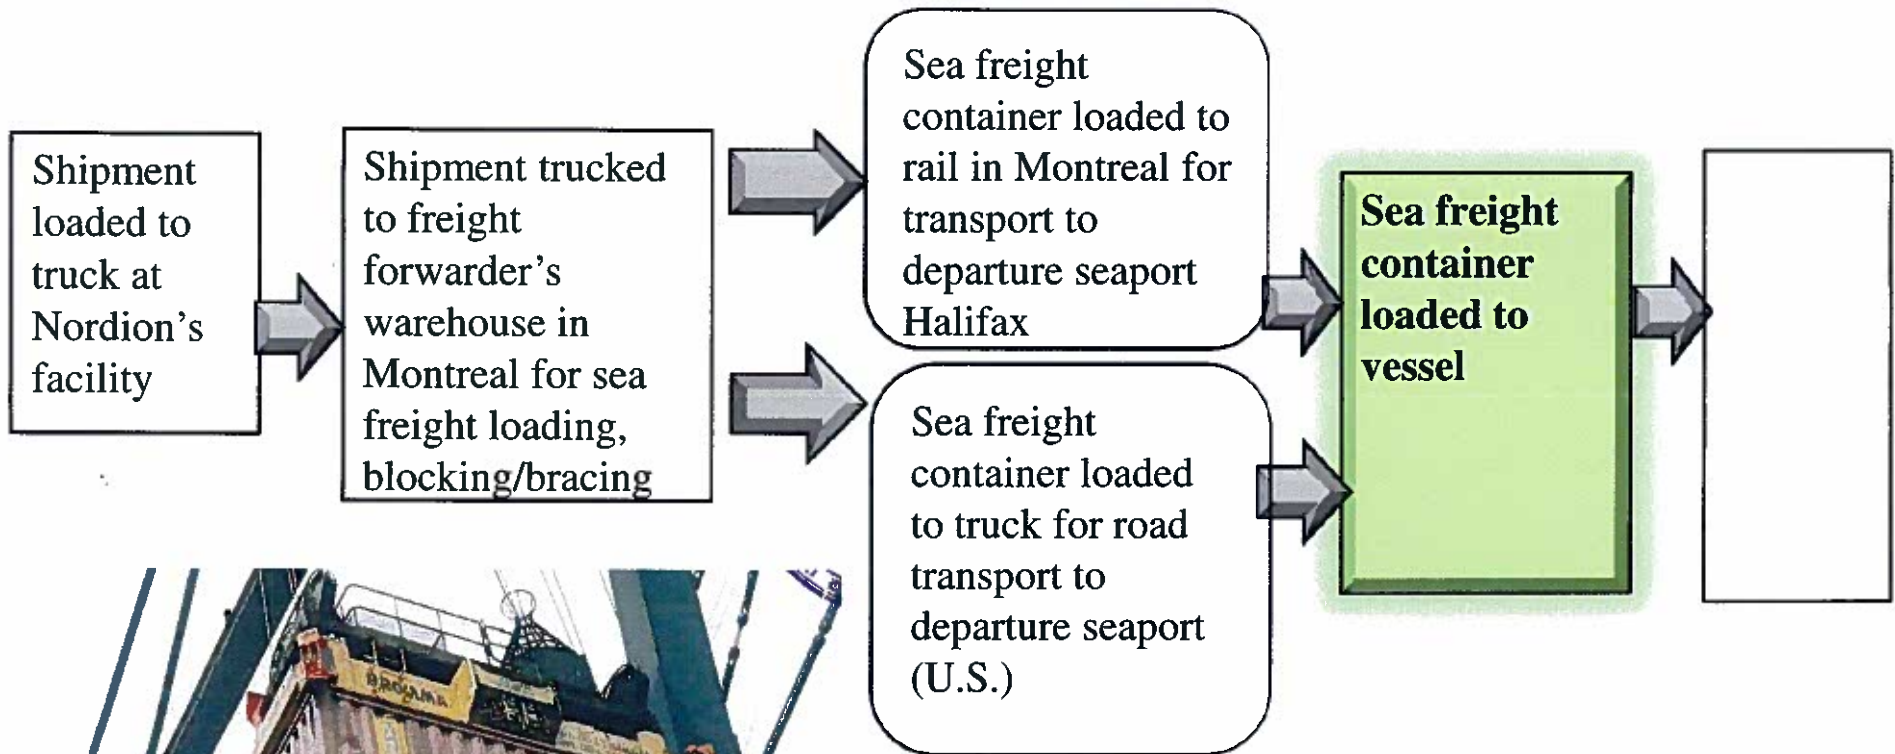 Shipment
loaded to
truck at
Nordion's
facility
Shipment trucked
to freight
forwarder's
warehouse in
Montreal for sea
freight loading,
blocking/bracing
Sea freight
container loaded to
rail in Montreal for
transport to
departure seaport
Halifax
Sea freight
container loaded
to truck for road
transport to
departure seaport
(U.S.)
Sea freight
container
loaded to
vessel